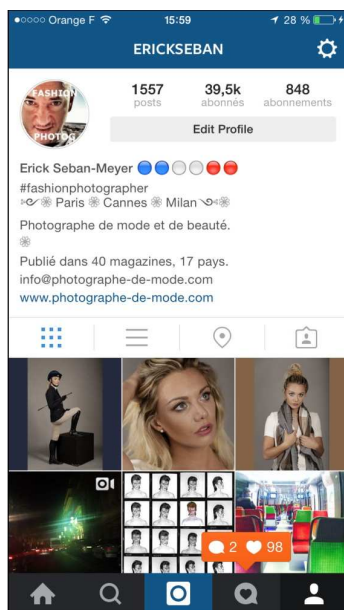 Orange F 15:59 28 %
ERICKSEBAN
FASHION
PHOTOG
1557 39,5k 848
posts abonnés abonnements
Edit Profile
Erick Seban-Meyer
#fashionphotographer
Paris Cannes Milan
Photographe de mode et de beauté.
Publié dans 40 magazines, 17 pays.
info@photographe-de-mode.com
www.photographe-de-mode.com
2 98